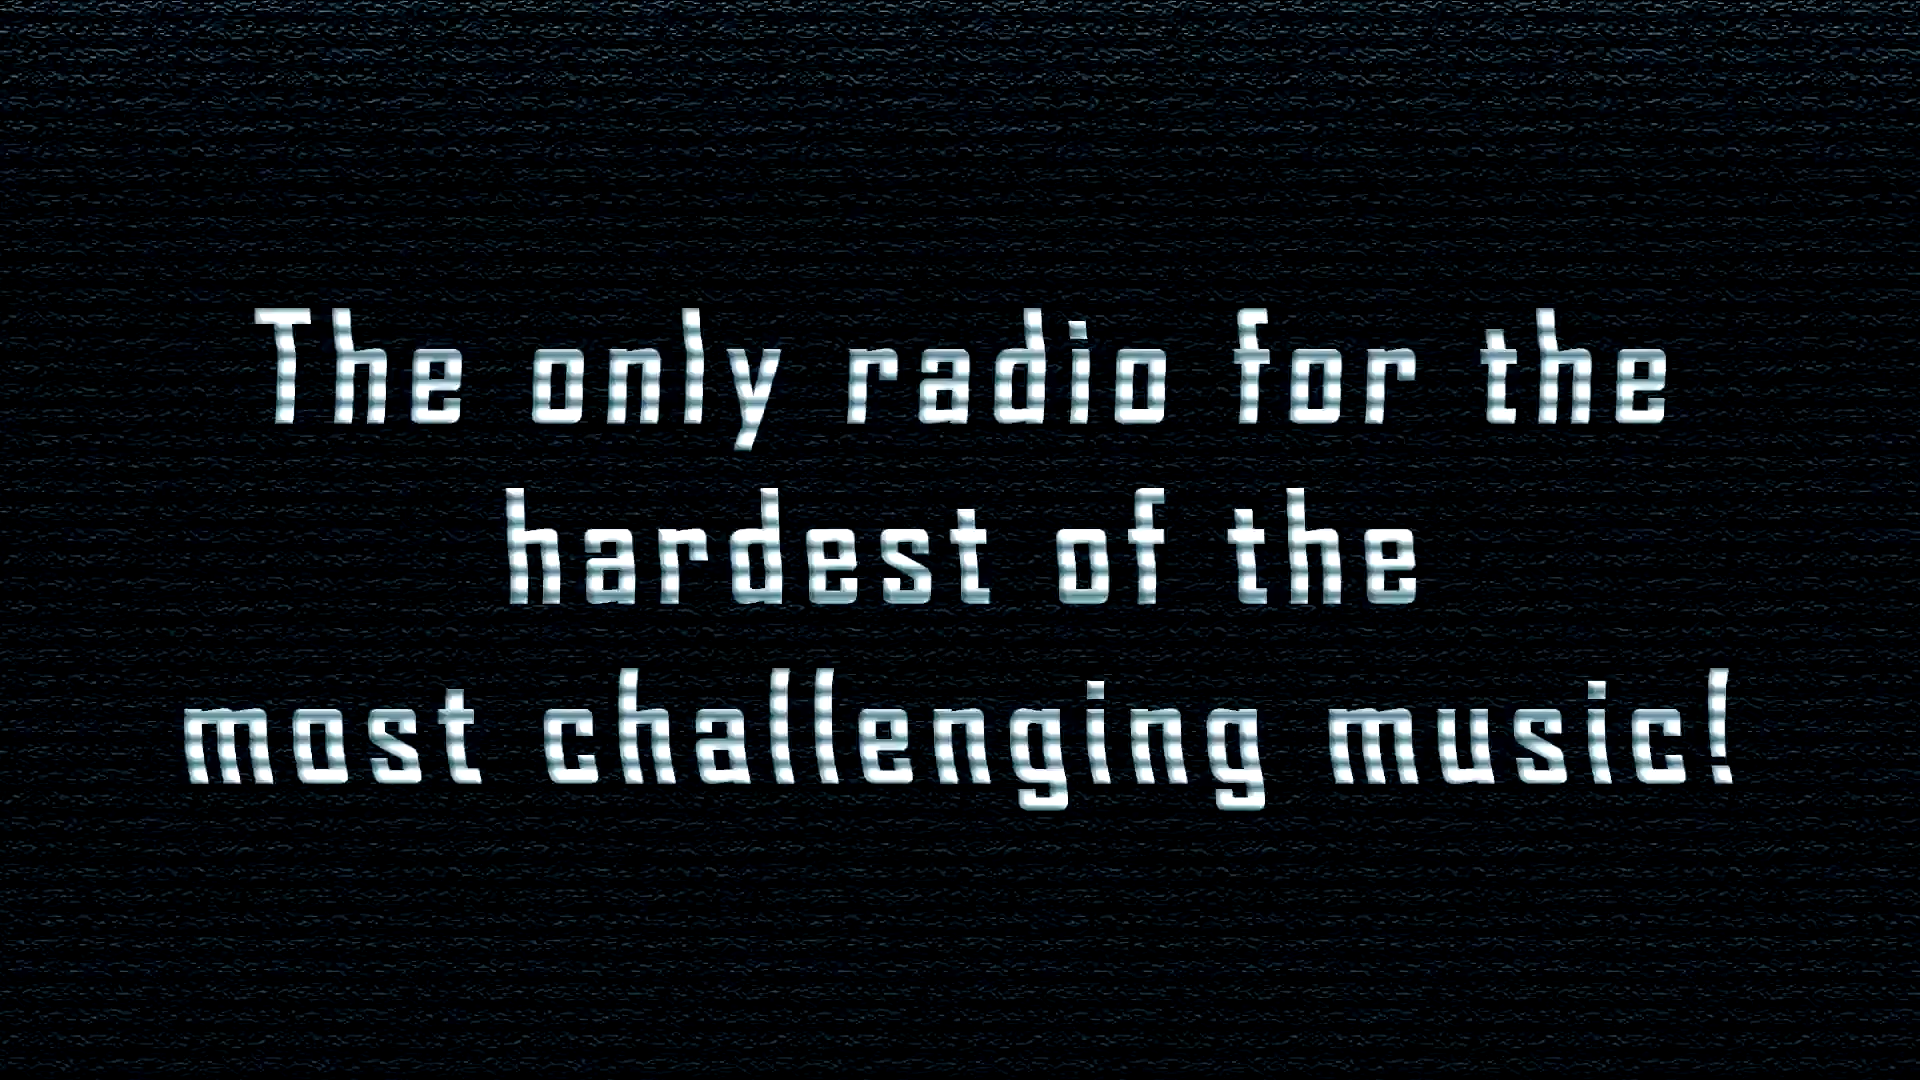 The only radio for the
hardest of the
most challenging music!